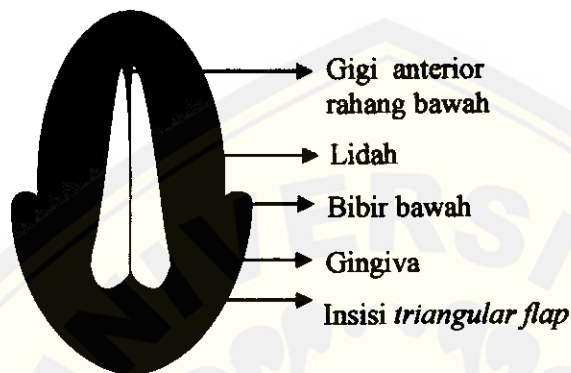 Gigi anterior
rahang bawah
Lidah
Bibir bawah
Gingiva
Insisi triangular flap